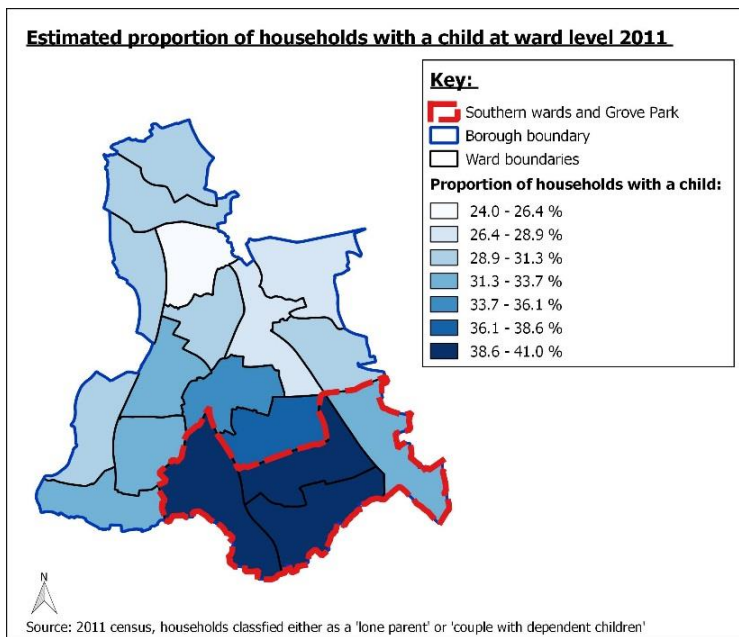 Estimated proportion of households with a child at ward level 2011
Key:
Southern wards and Grove Park
Borough boundary
Ward boundaries
Proportion of households with a child:
24.0 - 26.4 %
26.4 - 28.9 %
28.9 - 31.3 %
31.3 - 33.7 %
33.7 - 36.1 %
36.1 - 38.6 %
38.6 - 41.0 %
N
Source: 2011 census, households classfied either as a 'lone parent' or 'couple with dependent children'